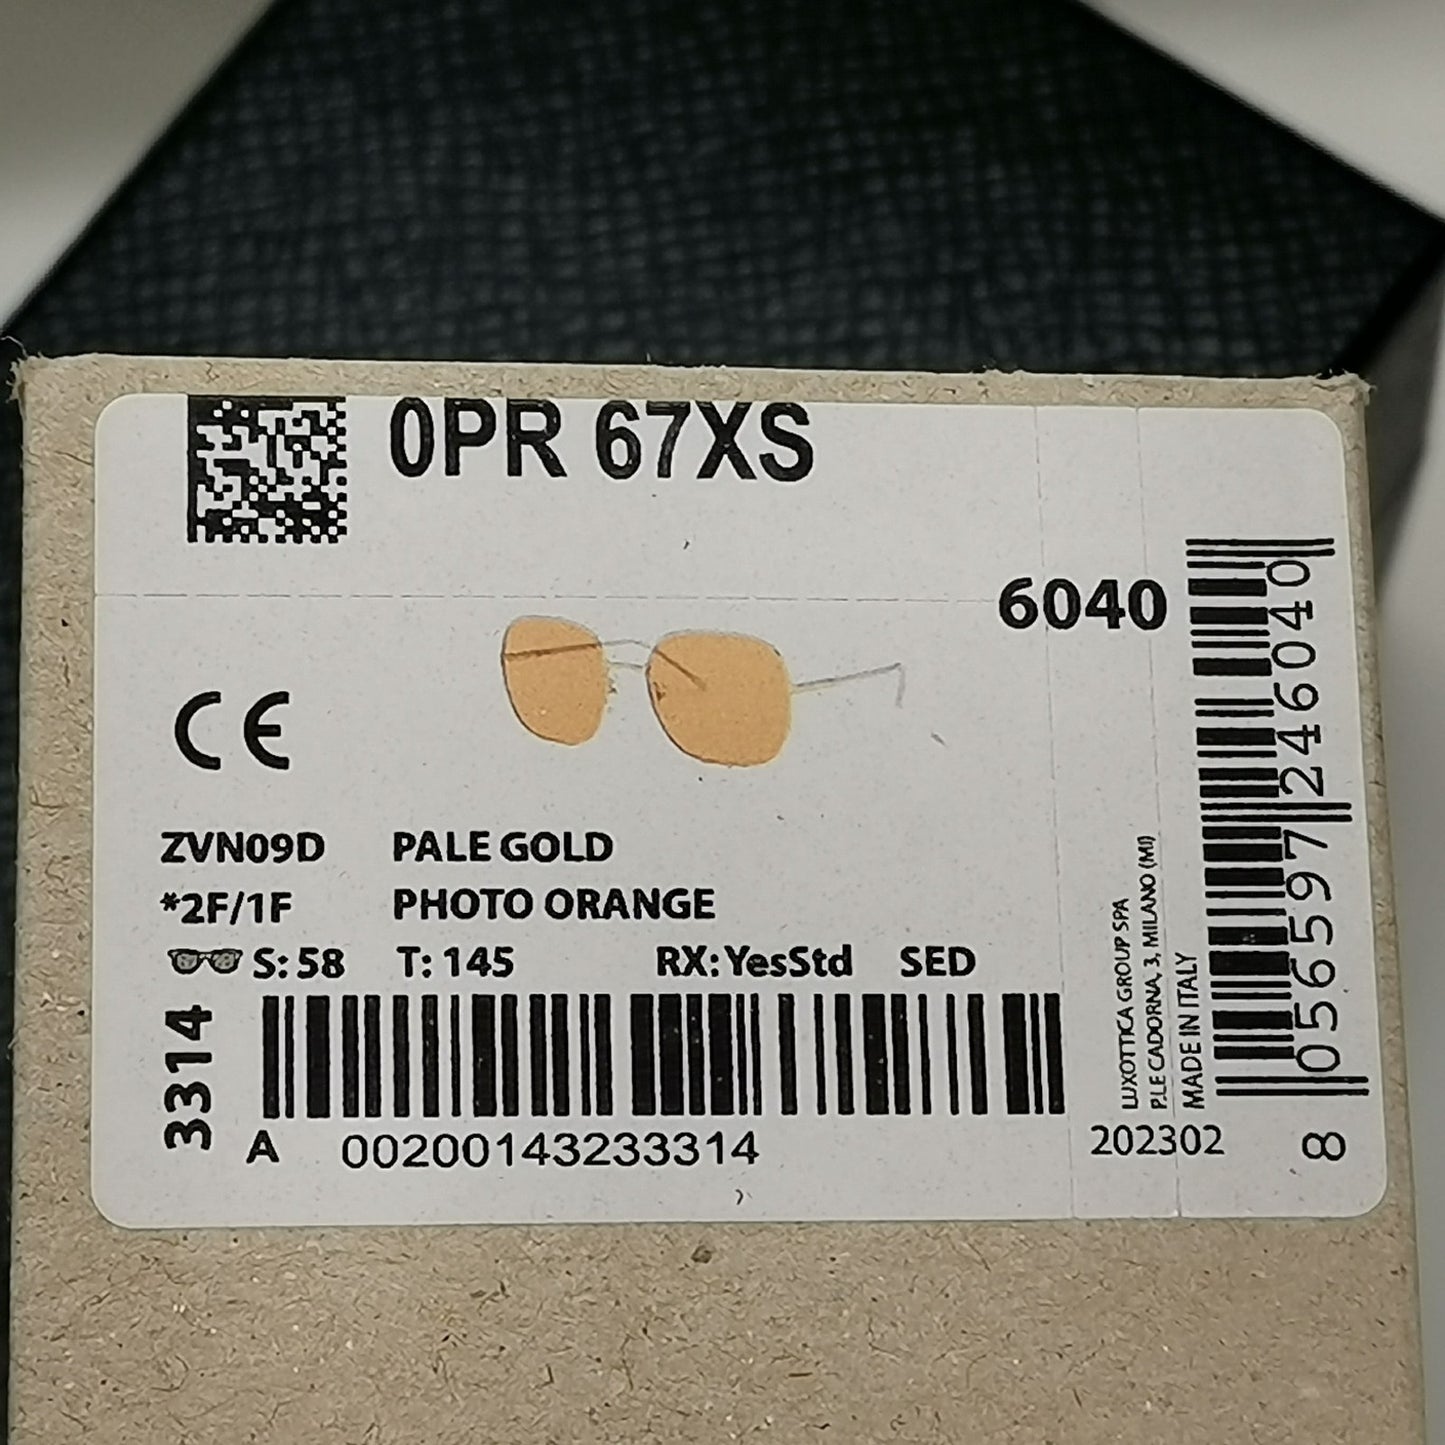 0PR 67XS
6040
CE
ZVN09D PALE GOLD
*2F/1F PHOTO ORANGE
S: 58 T: 145 RX: YesStd SED
3314
A 00200143233314
LUXOTTICA GROUP SPA
P.LE CADORNA, 3, MILANO (MI)
MADE IN ITALY
202302
8 056597 246040